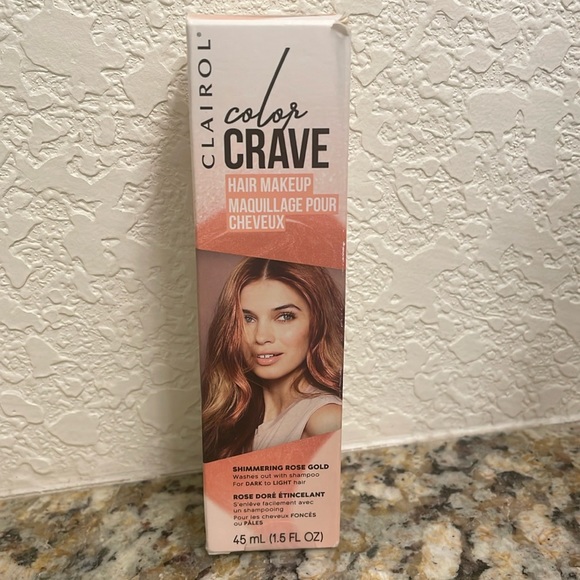 CLAIROL®
color
CRAVE
HAIR MAKEUP
MAQUILLAGE POUR
CHEVEUX
SHIMMERING ROSE GOLD
Washes out with shampoo
For DARK to LIGHT hair
ROSE DORÉ ÉTINCELANT
S'enlève facilement avec
un shampooing
Pour les cheveux FONCÉS
ou PÂLES
45 mL (1.5 FL OZ)